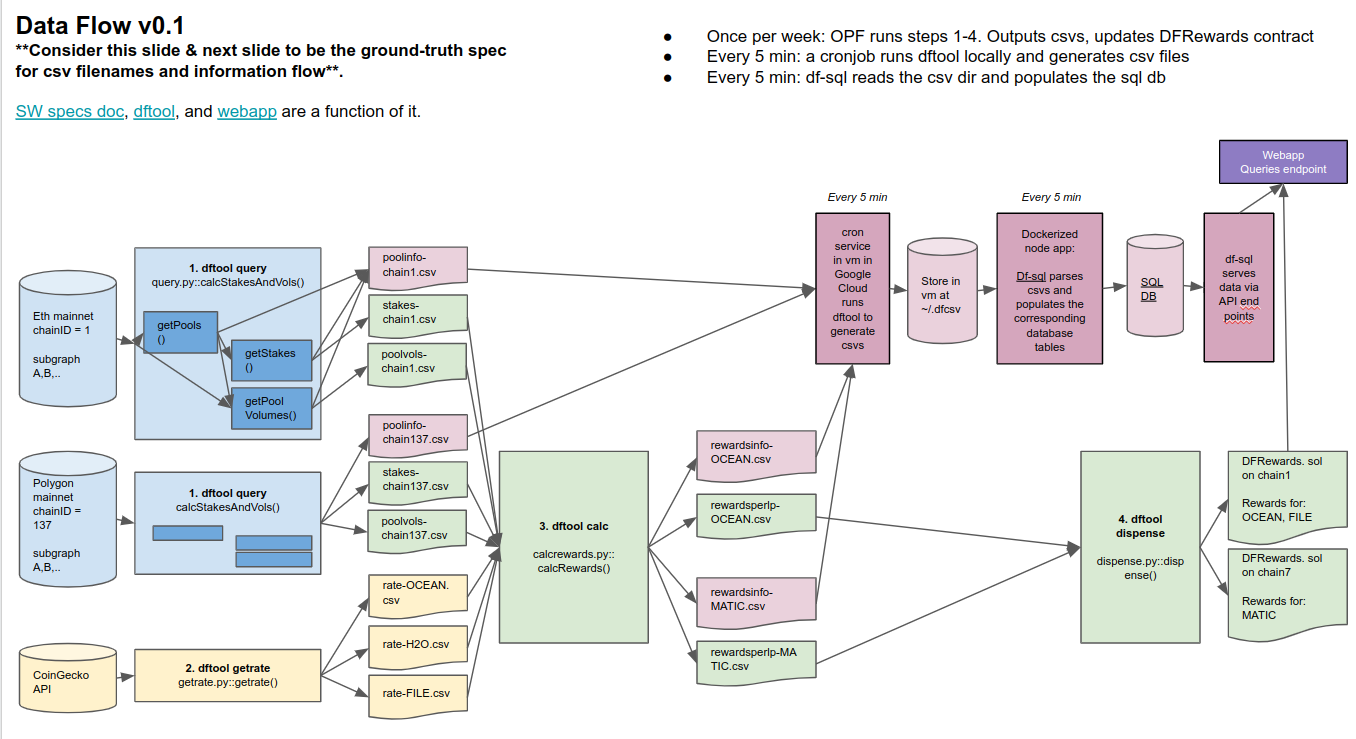 Data Flow v0.1
**Consider this slide & next slide to be the ground-truth spec
for csv filenames and information flow**.
SW specs doc, dftool, and webapp are a function of it.
● Once per week: OPF runs steps 1-4. Outputs csvs, updates DFRewards contract
● Every 5 min: a cronjob runs dftool locally and generates csv files
● Every 5 min: df-sql reads the csv dir and populates the sql db
Eth mainnet
chainID = 1
subgraph
A,B,..
1. dftool query
query.py::calcStakesAndVols()
getPools
()
getStakes
()
getPool
Volumes()
poolinfo-
chain1.csv
stakes-
chain1.csv
poolvols-
chain1.csv
Polygon
mainnet
chainID =
137
subgraph
A,B,..
1. dftool query
calcStakesAndVols()
poolinfo-
chain137.csv
stakes-
chain137.csv
poolvols-
chain137.csv
CoinGecko
API
2. dftool getrate
getrate.py::getrate()
rate-OCEAN.
csv
rate-H2O.csv
rate-FILE.csv
3. dftool calc
calcrewards.py::
calcRewards()
rewardsinfo-
OCEAN.csv
rewardsperlp-
OCEAN.csv
rewardsinfo-
MATIC.csv
rewardsperlp-MA
TIC.csv
Every 5 min
cron
service
in vm in
Google
Cloud
runs
dftool to
generate
csvs
Store in
vm at
~/.dfcsv
Every 5 min
Dockerized
node app:
Df-sql parses
csvs and
populates the
corresponding
database
tables
SQL
DB
df-sql
serves
data via
API end
points
Webapp
Queries endpoint
4. dftool
dispense
dispense.py::disp
ense()
DFRewards. sol
on chain1
Rewards for:
OCEAN, FILE
DFRewards. sol
on chain7
Rewards for:
MATIC